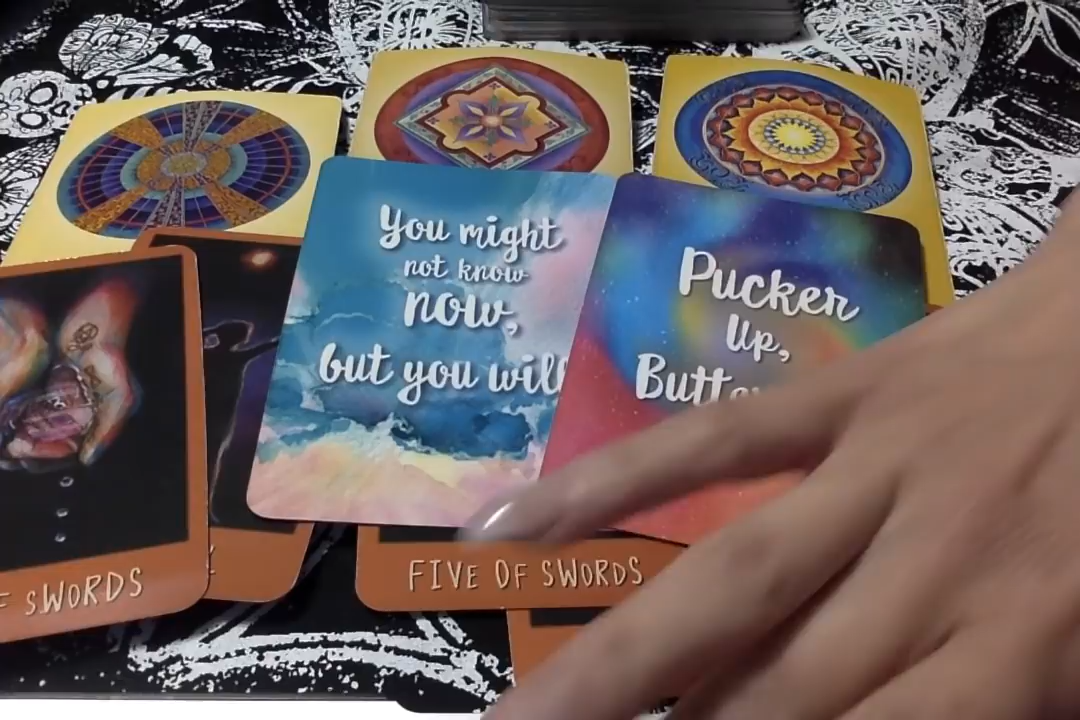 You might
not know
now,
but you will
Pucker
Up,
SWORDS
FIVE OF SWORDS